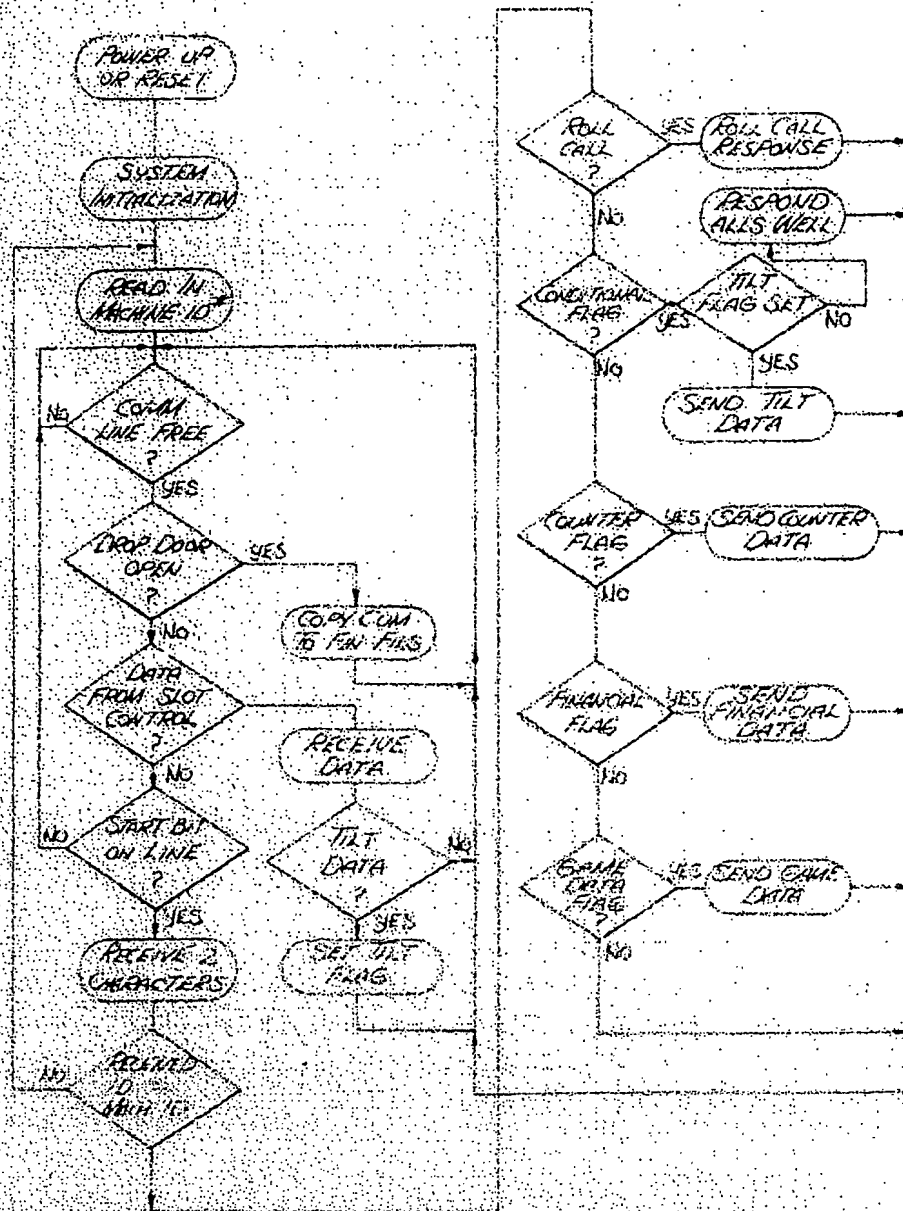 POWER UP
OR RESET
SYSTEM
INITIALIZATION
READ IN
MACHINE ID#
COMM
LINE FREE
?
NO
YES
DROP DOOR
OPEN
?
YES
NO
COPY COM
TO FIN FILS
DATA
FROM SLOT
CONTROL
?
NO
RECEIVE
DATA
START BIT
ON LINE
?
NO
YES
TILT
DATA
?
NO
YES
RECEIVE 2
CHARACTERS
SET TILT
FLAG
RECEIVED
ID =
MACH ID
NO
ROLL
CALL
?
YES
NO
ROLL CALL
RESPONSE
RESPOND
ALLS WELL
CONDITIONAL
FLAG
?
YES
NO
TILT
FLAG SET
NO
YES
SEND TILT
DATA
COUNTER
FLAG
?
YES
NO
SEND COUNTER
DATA
FINANCIAL
FLAG
YES
NO
SEND
FINANCIAL
DATA
GAME
DATA
FLAG
?
YES
NO
SEND GAME
DATA